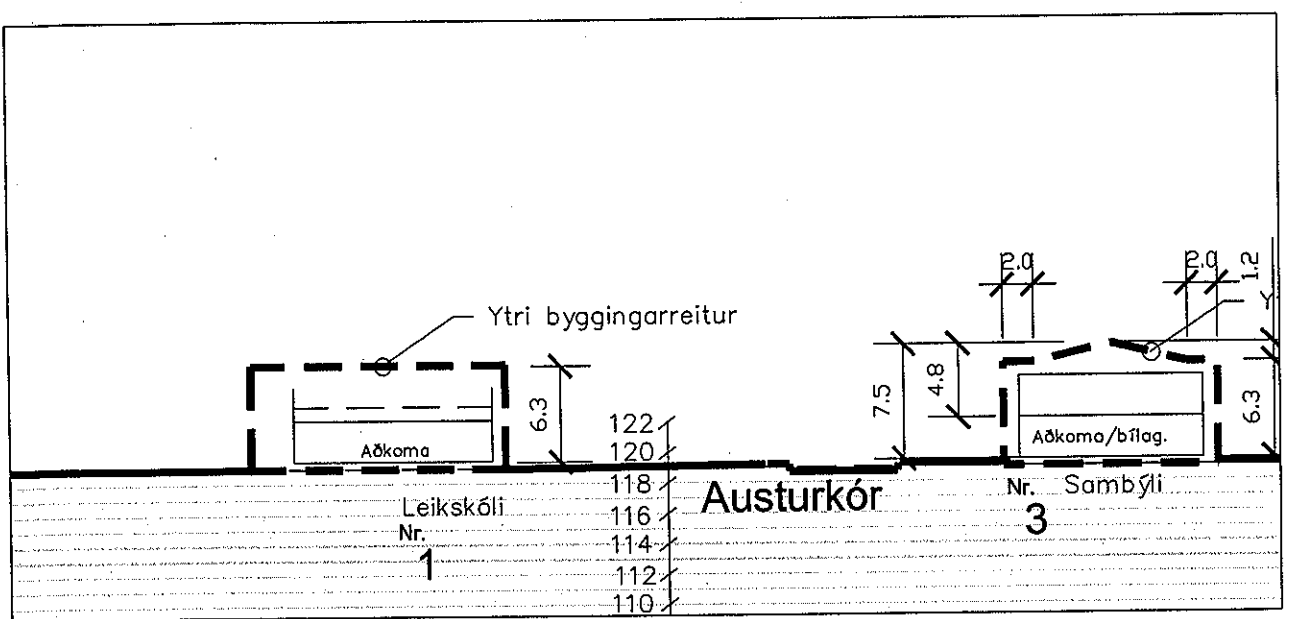 2.0
2.0
1.2
Ytri byggingarreitur
Y
7.5
4.8
6.3
6.3
Aðkoma
Aðkoma/bílag.
122
120
118
116
114
112
110
Leikskóli
Nr.
1
Austurkór
Nr. Sambýli
3